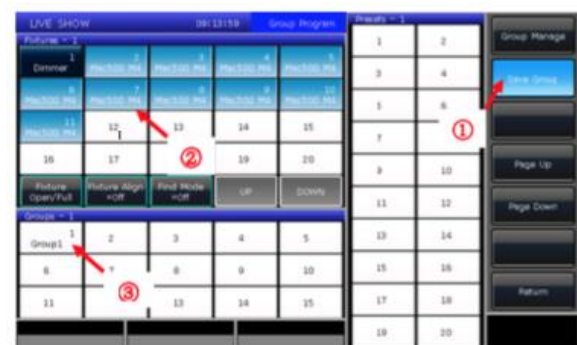 LIVE SHOW 09:13:59 Group Program
Fixtures - 1
1 Dimmer
2 Mac500 M4
3 Mac500 M4
4 Mac500 M4
5 Mac500 M4
6 Mac500 M4
7 Mac500 M4
8 Mac500 M4
9 Mac500 M4
10 Mac500 M4
11 Mac500 M4
12
13
14
15
16
17
②
19
20
Fixture Open/Full
Fixture Align =Off
Find Mode =Off
UP
DOWN
Groups - 1
1 Group1
2
3
4
5
6
8
9
10
11
③
13
14
15
Presets - 1
1 2
3 4
5 6
7
9 10
11 12
13 14
15 16
17 18
19 20
①
Group Manage
Save Group
Page Up
Page Down
Return